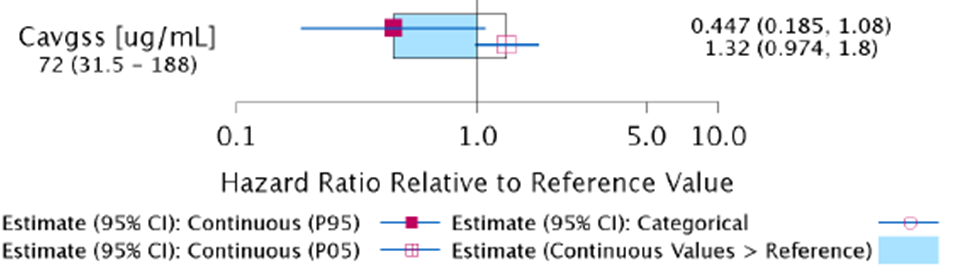 Cavgss [ug/mL]
72 (31.5 – 188)
0.447 (0.185, 1.08)
1.32 (0.974, 1.8)
0.1 1.0 5.0 10.0
Hazard Ratio Relative to Reference Value
Estimate (95% CI): Continuous (P95) Estimate (95% CI): Categorical
Estimate (95% CI): Continuous (P05) Estimate (Continuous Values > Reference)